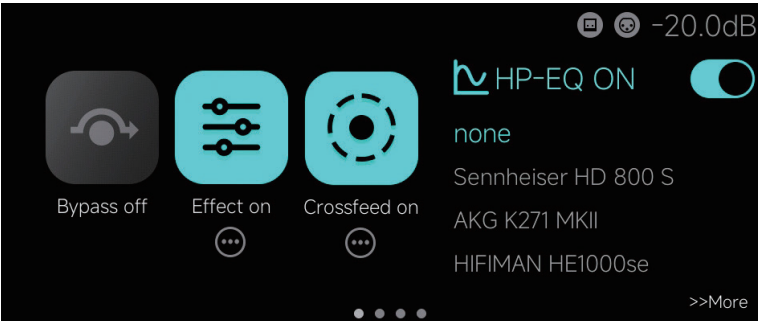 -20.0dB
HP-EQ ON
none
Sennheiser HD 800 S
AKG K271 MKII
HIFIMAN HE1000se
>>More
Bypass off
Effect on
Crossfeed on